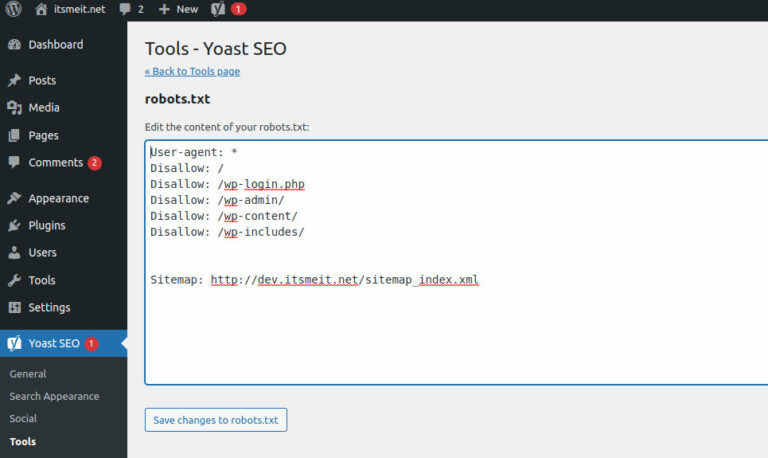 itsmeit.net 2 New 1
Dashboard
Posts
Media
Pages
Comments 2
Appearance
Plugins
Users
Tools
Settings
Yoast SEO 1
General
Search Appearance
Social
Tools
Tools - Yoast SEO
« Back to Tools page
robots.txt
Edit the content of your robots.txt:
User-agent: *
Disallow: /
Disallow: /wp-login.php
Disallow: /wp-admin/
Disallow: /wp-content/
Disallow: /wp-includes/
Sitemap: http://dev.itsmeit.net/sitemap_index.xml
Save changes to robots.txt